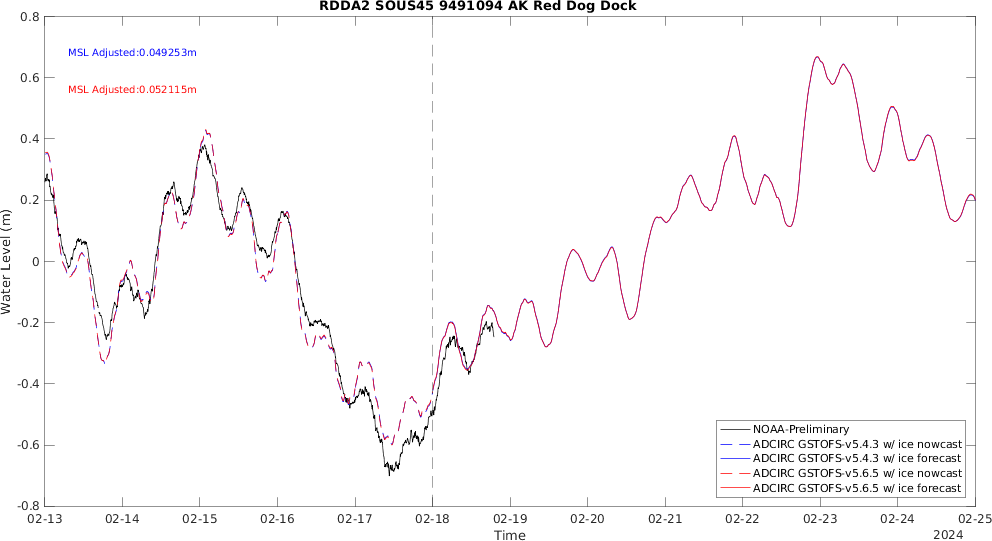 RDDA2 SOUS45 9491094 AK Red Dog Dock
MSL Adjusted:0.049253m
MSL Adjusted:0.052115m
Water Level (m)
0.8
0.6
0.4
0.2
0
-0.2
-0.4
-0.6
-0.8
NOAA-Preliminary
ADCIRC GSTOFS-v5.4.3 w/ ice nowcast
ADCIRC GSTOFS-v5.4.3 w/ ice forecast
ADCIRC GSTOFS-v5.6.5 w/ ice nowcast
ADCIRC GSTOFS-v5.6.5 w/ ice forecast
02-13 02-14 02-15 02-16 02-17 02-18 02-19 02-20 02-21 02-22 02-23 02-24 02-25
Time
2024